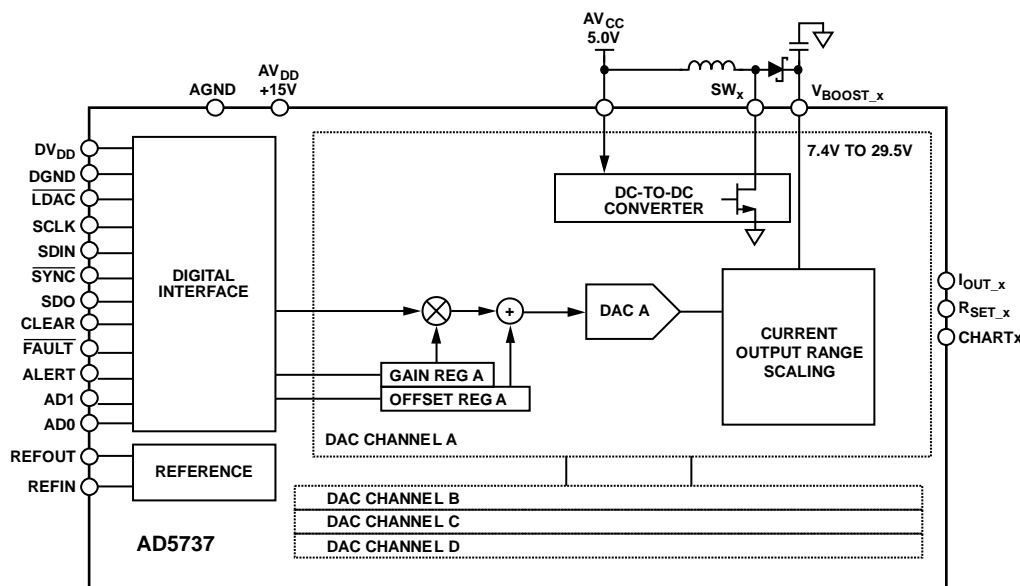 AVCC
5.0V
AVDD
+15V
AGND
SWx
VBOOST_x
DVDD
DGND
LDAC
SCLK
SDIN
SYNC
SDO
CLEAR
FAULT
ALERT
AD1
AD0
REFOUT
REFIN
DIGITAL
INTERFACE
REFERENCE
7.4V TO 29.5V
DC-TO-DC
CONVERTER
+
DAC A
GAIN REG A
OFFSET REG A
CURRENT
OUTPUT RANGE
SCALING
DAC CHANNEL A
IOUT_x
RSET_x
CHARTx
DAC CHANNEL B
DAC CHANNEL C
DAC CHANNEL D
AD5737